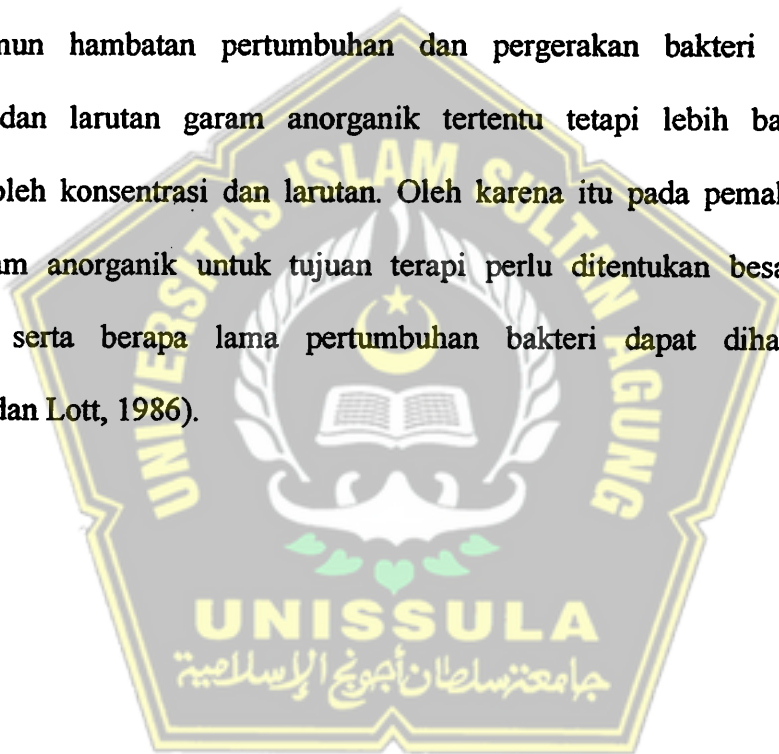 mun hambatan pertumbuhan dan pergerakan bakteri
dan larutan garam anorganik tertentu tetapi lebih ba
oleh konsentrasi dan larutan. Oleh karena itu pada pemal
am anorganik untuk tujuan terapi perlu ditentukan besa
serta berapa lama pertumbuhan bakteri dapat diha
dan Lott, 1986).
UNIVERSITAS ISLAM SULTAN AGUNG
UNISSULA
جامعة سلطان أجونج الإسلامية